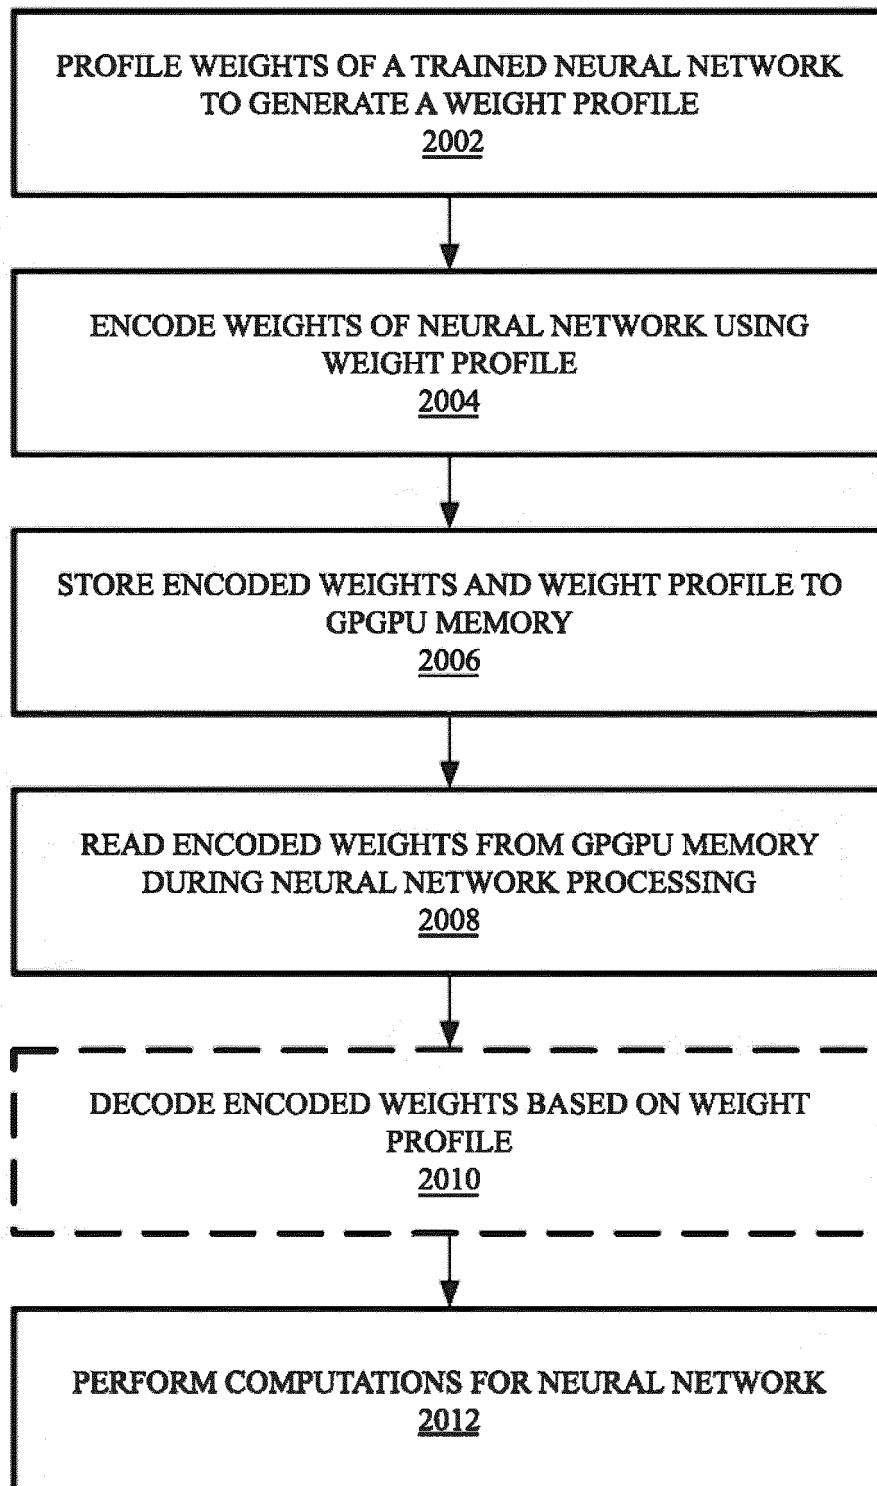 PROFILE WEIGHTS OF A TRAINED NEURAL NETWORK
TO GENERATE A WEIGHT PROFILE
2002
ENCODE WEIGHTS OF NEURAL NETWORK USING
WEIGHT PROFILE
2004
STORE ENCODED WEIGHTS AND WEIGHT PROFILE TO
GPGPU MEMORY
2006
READ ENCODED WEIGHTS FROM GPGPU MEMORY
DURING NEURAL NETWORK PROCESSING
2008
DECODE ENCODED WEIGHTS BASED ON WEIGHT
PROFILE
2010
PERFORM COMPUTATIONS FOR NEURAL NETWORK
2012